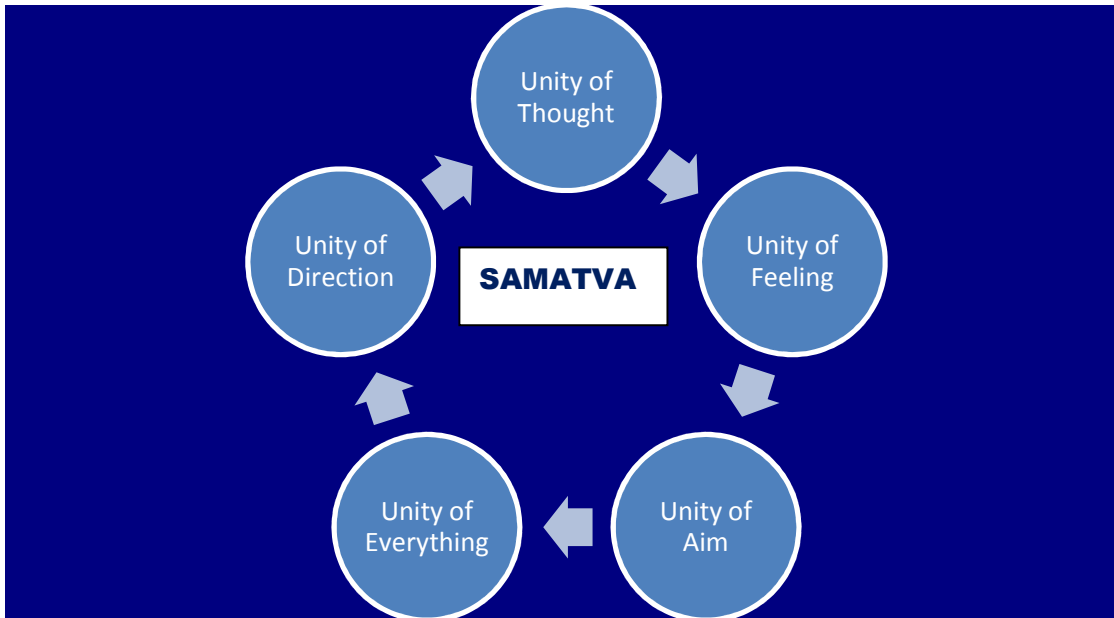 Unity of
Thought
Unity of
Feeling
Unity of
Aim
Unity of
Everything
Unity of
Direction
SAMATVA